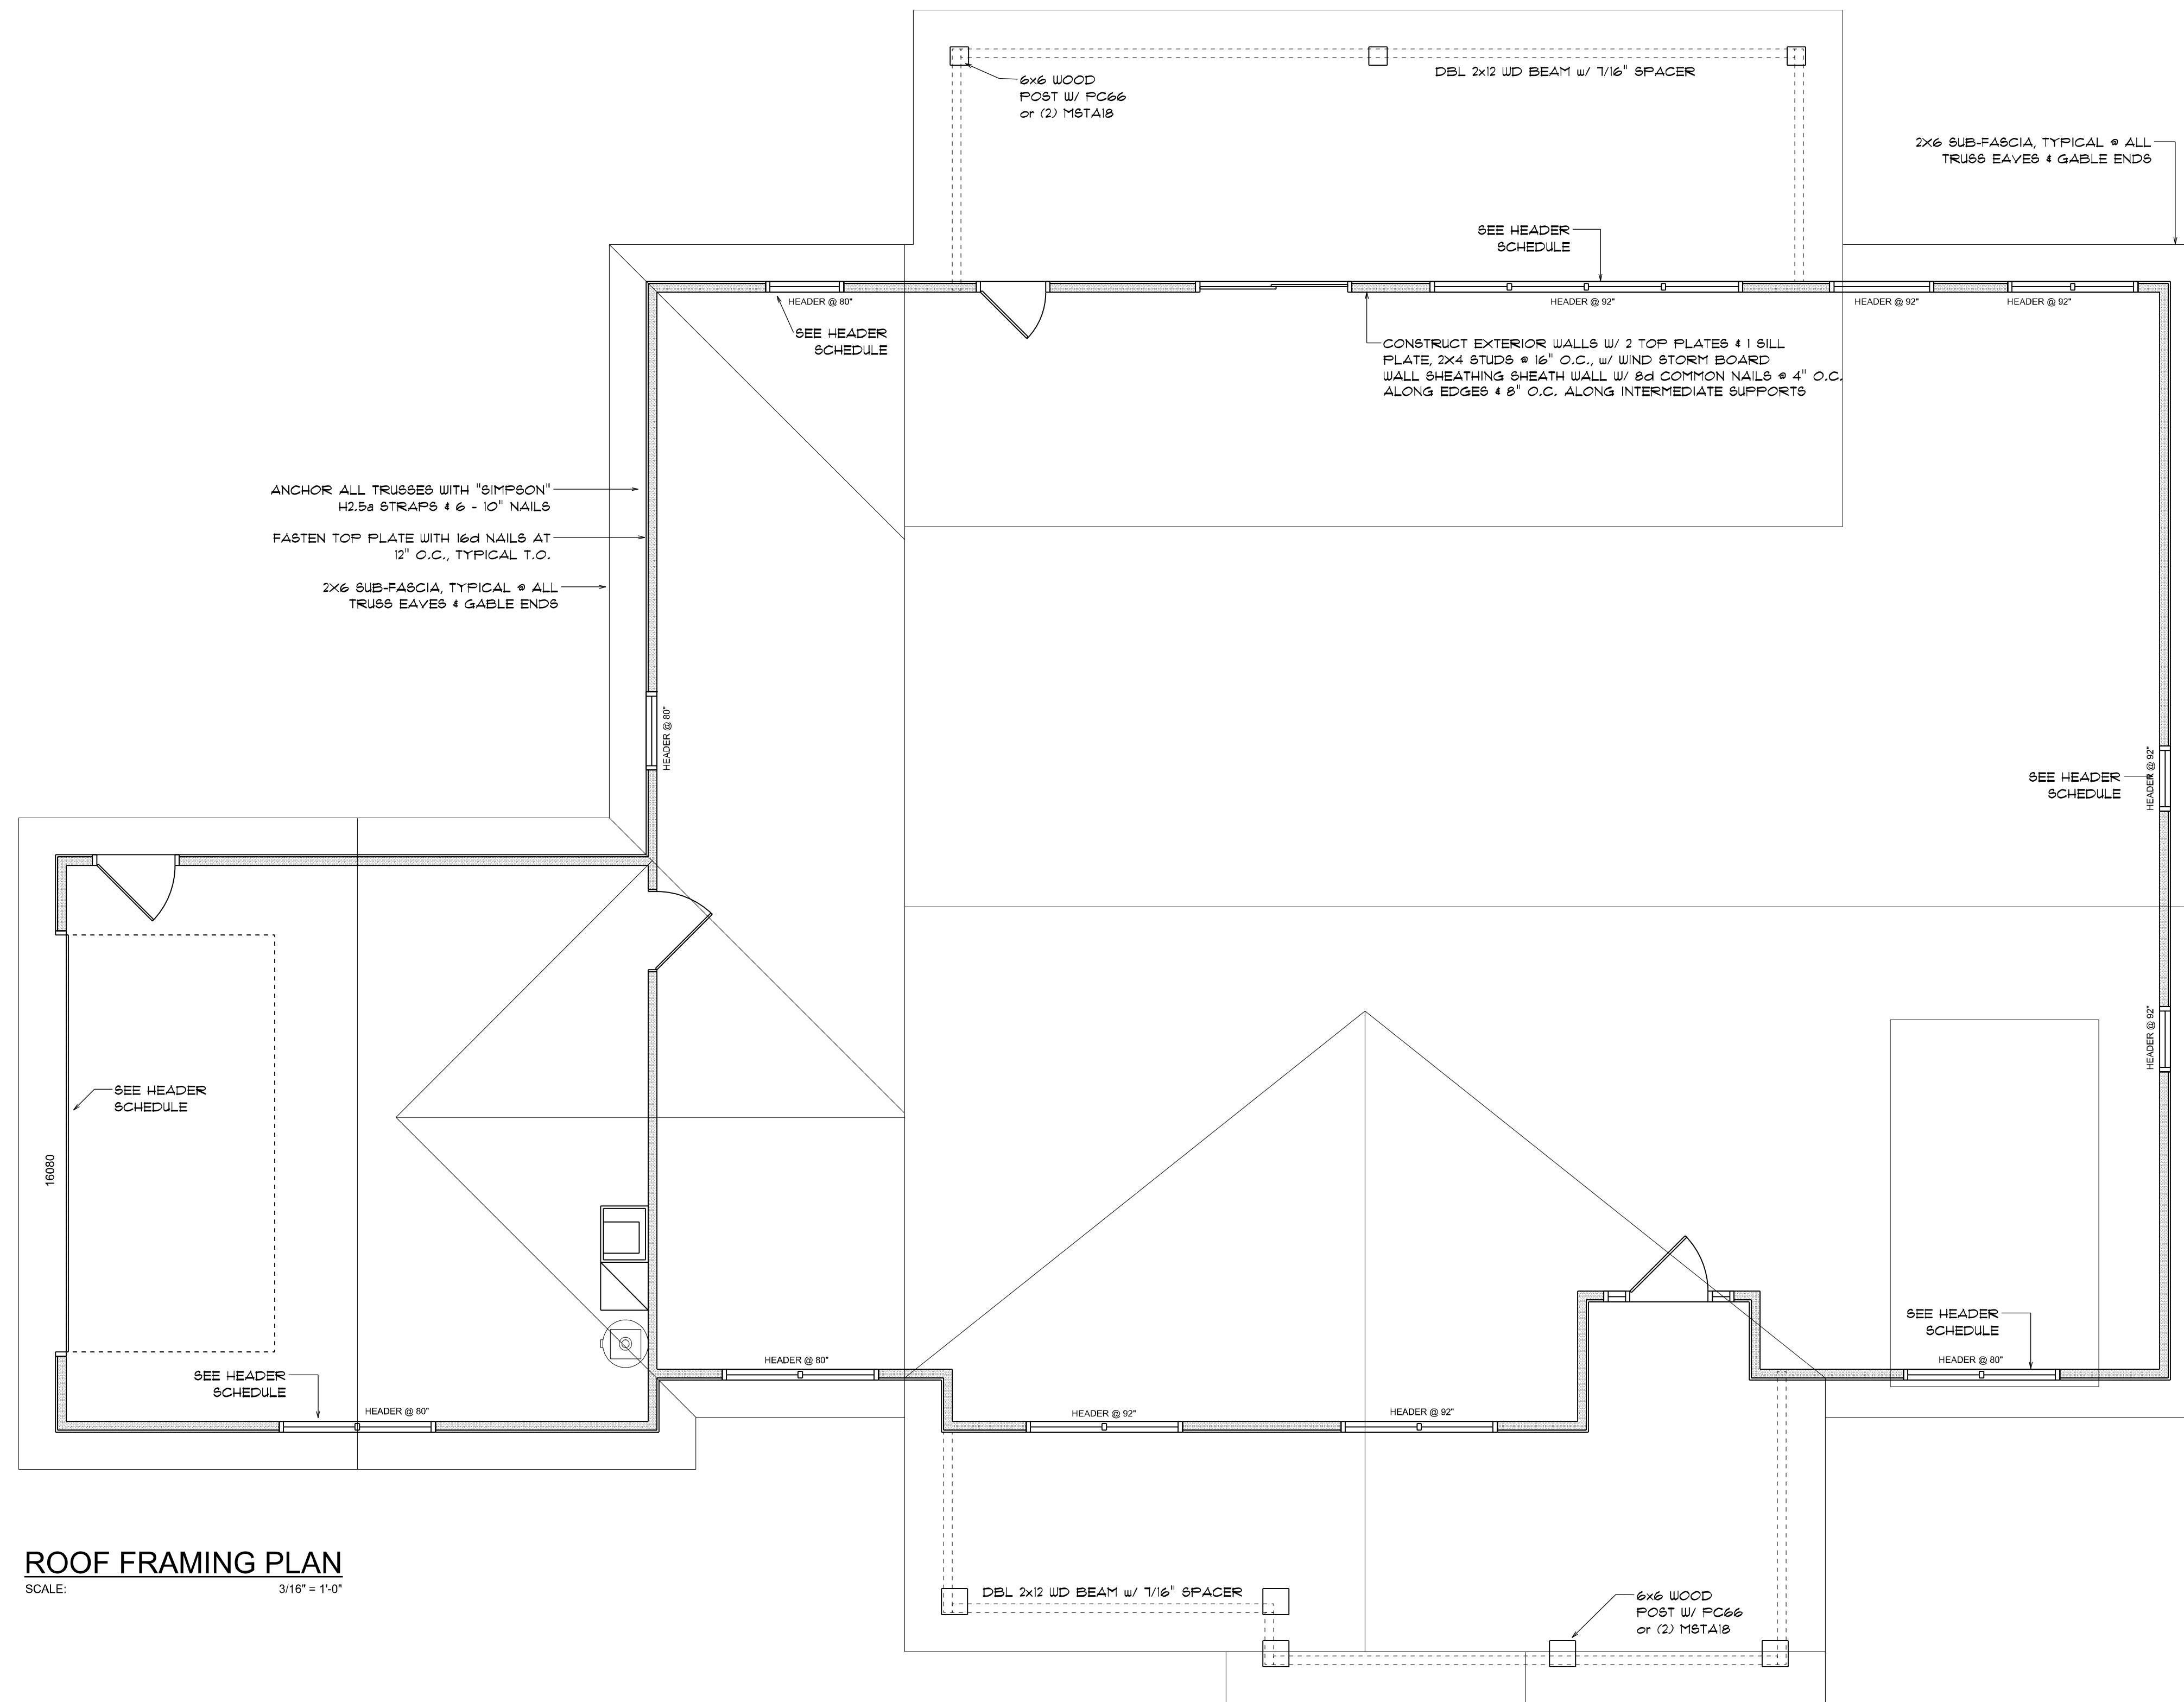 6x6 WOOD
POST W/ PC66
or (2) MSTA18
DBL 2x12 WD BEAM w/ 7/16" SPACER
2X6 SUB-FASCIA, TYPICAL @ ALL
TRUSS EAVES & GABLE ENDS
SEE HEADER
SCHEDULE
HEADER @ 80"
HEADER @ 92"
HEADER @ 92"
HEADER @ 92"
SEE HEADER
SCHEDULE
CONSTRUCT EXTERIOR WALLS W/ 2 TOP PLATES & 1 SILL
PLATE, 2X4 STUDS @ 16" O.C., w/ WIND STORM BOARD
WALL SHEATHING SHEATH WALL W/ 8d COMMON NAILS @ 4" O.C.
ALONG EDGES & 8" O.C. ALONG INTERMEDIATE SUPPORTS
ANCHOR ALL TRUSSES WITH "SIMPSON"
H2.5a STRAPS & 6 - 10" NAILS
FASTEN TOP PLATE WITH 16d NAILS AT
12" O.C., TYPICAL T.O.
2X6 SUB-FASCIA, TYPICAL @ ALL
TRUSS EAVES & GABLE ENDS
HEADER @ 80"
SEE HEADER
SCHEDULE
HEADER @ 92"
HEADER @ 92"
SEE HEADER
SCHEDULE
16080
SEE HEADER
SCHEDULE
HEADER @ 80"
SEE HEADER
SCHEDULE
HEADER @ 80"
HEADER @ 80"
HEADER @ 92"
HEADER @ 92"
ROOF FRAMING PLAN
SCALE: 3/16" = 1'-0"
DBL 2x12 WD BEAM w/ 7/16" SPACER
6x6 WOOD
POST W/ PC66
or (2) MSTA18